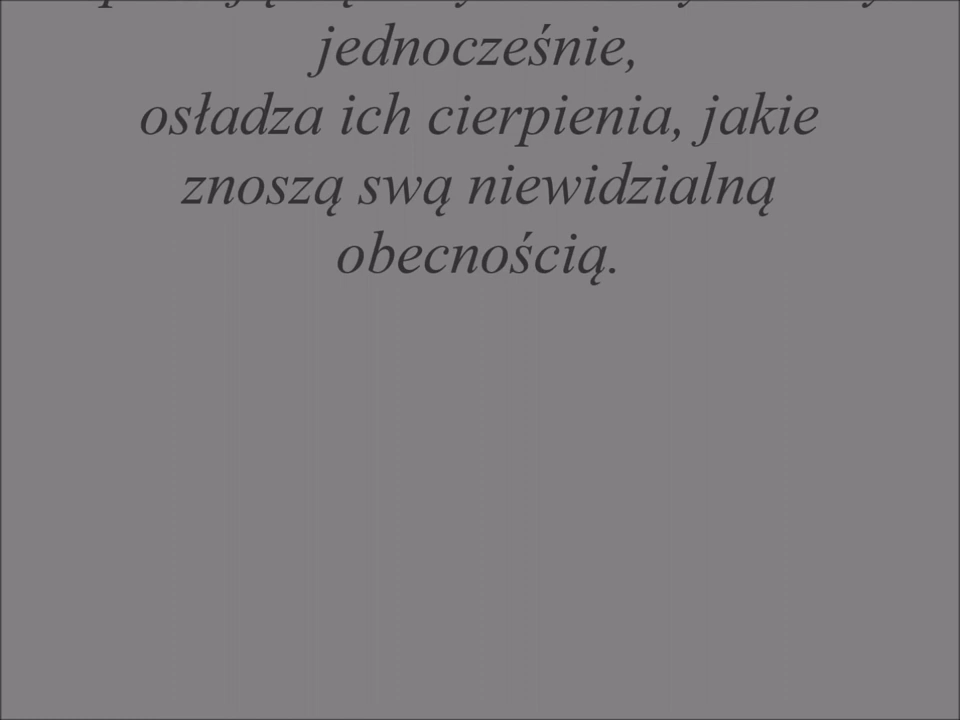 jednocześnie,
osładza ich cierpienia, jakie
znoszą swą niewidzialną
obecnością.